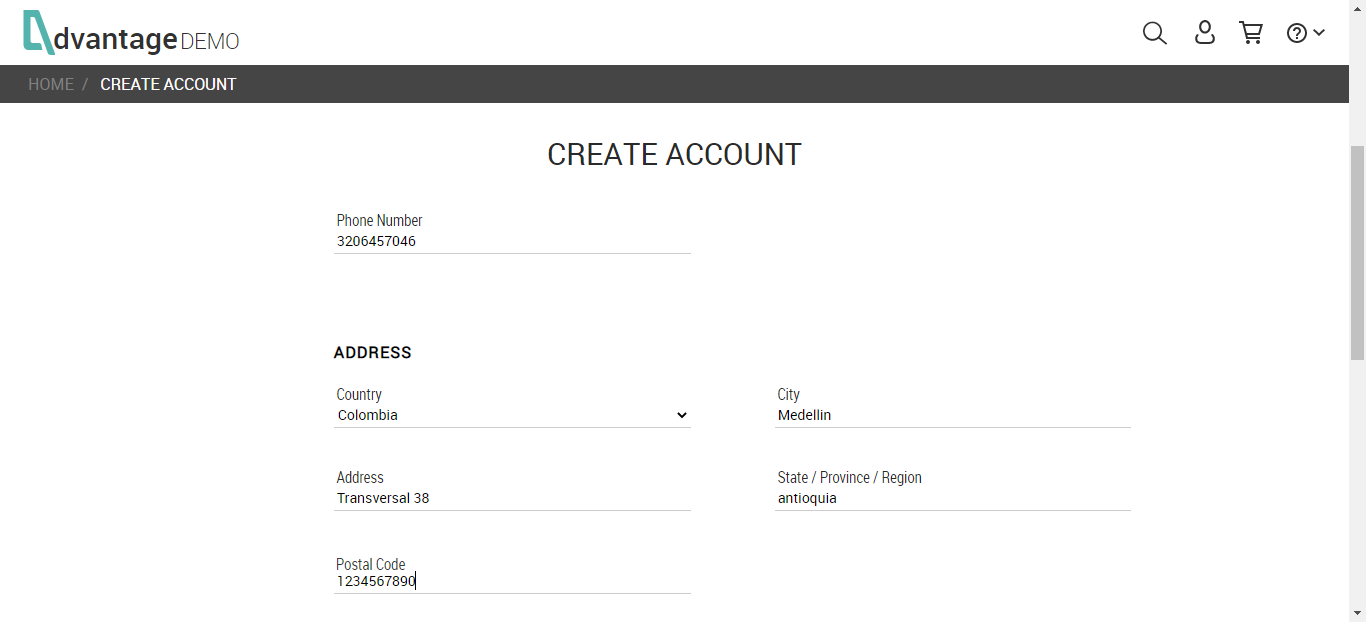 dvantage DEMO
HOME / CREATE ACCOUNT
CREATE ACCOUNT
Phone Number
3206457046
ADDRESS
Country
Colombia
City
Medellin
Address
Transversal 38
State / Province / Region
antioquia
Postal Code
1234567890